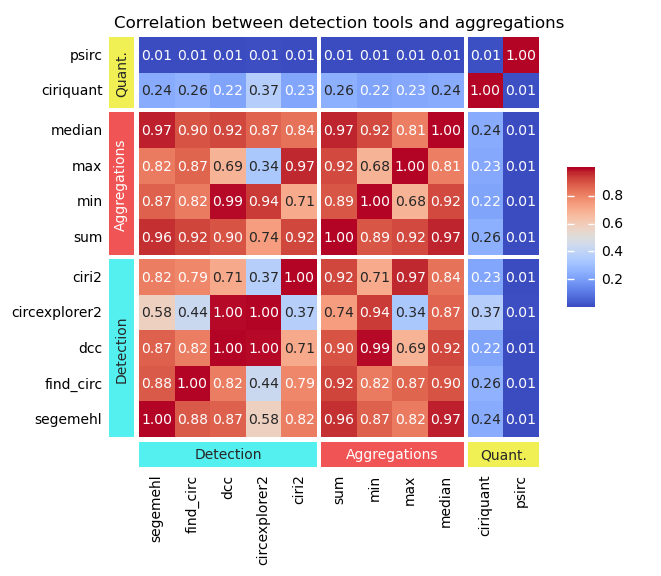 Correlation between detection tools and aggregations
psirc 0.01 0.01 0.01 0.01 0.01 0.01 0.01 0.01 0.01 0.01 1.00
Quant.
ciriquant 0.24 0.26 0.22 0.37 0.23 0.26 0.22 0.23 0.24 1.00 0.01
median 0.97 0.90 0.92 0.87 0.84 0.97 0.92 0.81 1.00 0.24 0.01
max 0.82 0.87 0.69 0.34 0.97 0.92 0.68 1.00 0.81 0.23 0.01
Aggregations
min 0.87 0.82 0.99 0.94 0.71 0.89 1.00 0.68 0.92 0.22 0.01
sum 0.96 0.92 0.90 0.74 0.92 1.00 0.89 0.92 0.97 0.26 0.01
ciri2 0.82 0.79 0.71 0.37 1.00 0.92 0.71 0.97 0.84 0.23 0.01
circexplorer2 0.58 0.44 1.00 1.00 0.37 0.74 0.94 0.34 0.87 0.37 0.01
Detection
dcc 0.87 0.82 1.00 1.00 0.71 0.90 0.99 0.69 0.92 0.22 0.01
find_circ 0.88 1.00 0.82 0.44 0.79 0.92 0.82 0.87 0.90 0.26 0.01
segemehl 1.00 0.88 0.87 0.58 0.82 0.96 0.87 0.82 0.97 0.24 0.01
Detection Aggregations Quant.
segemehl find_circ dcc circexplorer2 ciri2 sum min max median ciriquant psirc
0.8
0.6
0.4
0.2